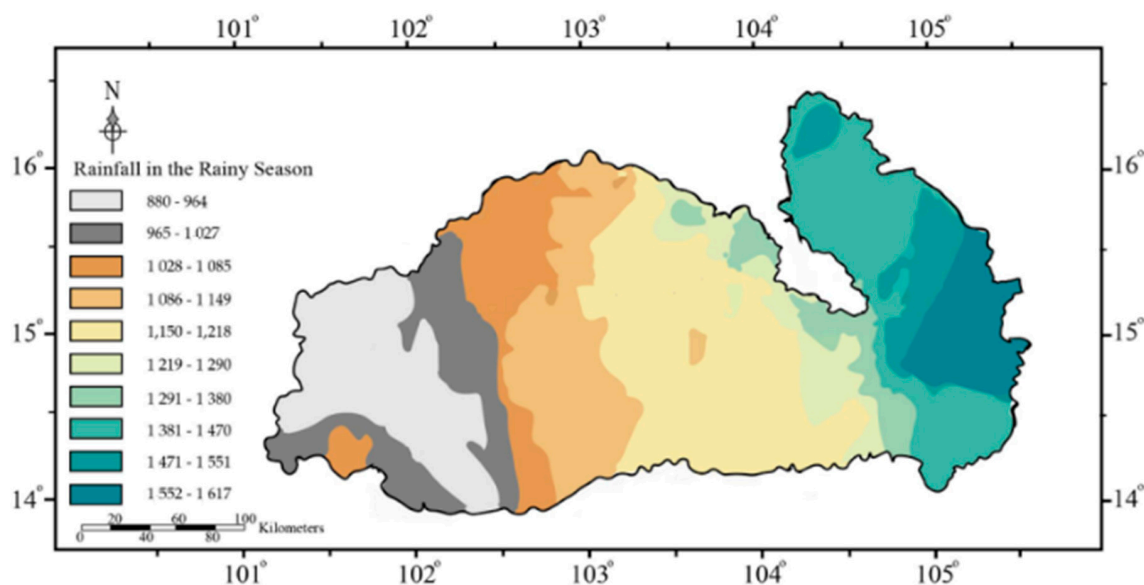 101° 102° 103° 104° 105°
N
16° 16°
Rainfall in the Rainy Season
880 - 964
965 - 1 027
1 028 - 1 085
1 086 - 1 149
1,150 - 1,218
15° 15°
1 219 - 1 290
1 291 - 1 380
1 381 - 1 470
1 471 - 1 551
1 552 - 1 617
14° 14°
20 60 100
0 40 80 Kilometers
101° 102° 103° 104° 105°